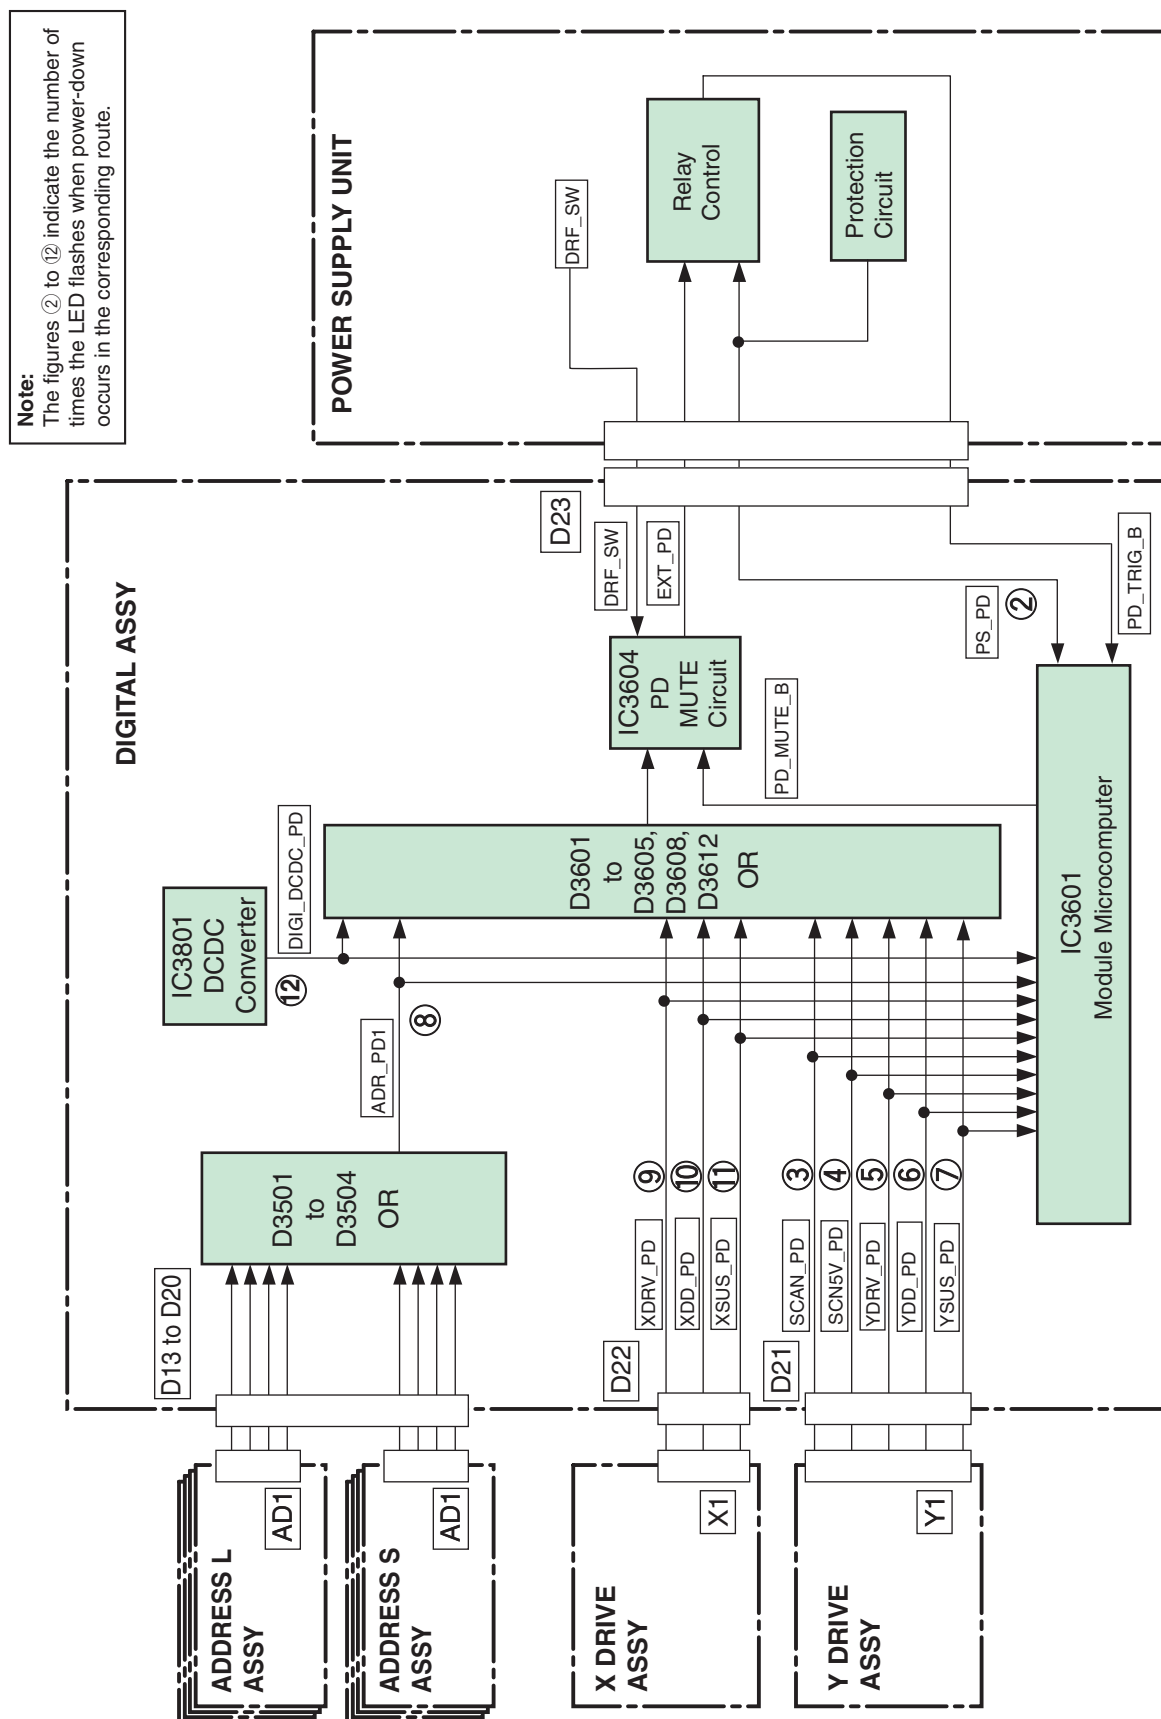 Note:
The figures ② to ⑫ indicate the number of
times the LED flashes when power-down
occurs in the corresponding route.
POWER SUPPLY UNIT
DRF_SW
Relay
Control
Protection
Circuit
DIGITAL ASSY
D23
DRF_SW
EXT_PD
IC3604
PD
MUTE
Circuit
PD_MUTE_B
PS_PD
②
PD_TRIG_B
IC3801
DCDC
Converter
DIGI_DCDC_PD
⑫
D3601
to
D3605,
D3608,
D3612
OR
IC3601
Module Microcomputer
ADR_PD1
⑧
D3501
to
D3504
OR
D13 to D20
XDRV_PD
⑨
XDD_PD
⑩
XSUS_PD
⑪
SCAN_PD
③
SCN5V_PD
④
YDRV_PD
⑤
YDD_PD
⑥
YSUS_PD
⑦
D22
D21
ADDRESS L
ASSY
AD1
ADDRESS S
ASSY
AD1
X DRIVE
ASSY
X1
Y DRIVE
ASSY
Y1